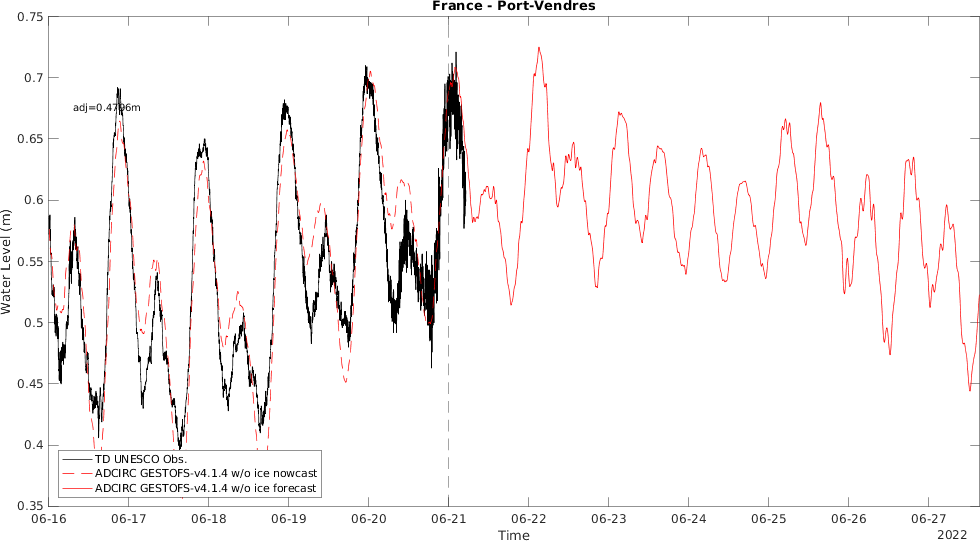 France - Port-Vendres
0.75
0.7
0.65
0.6
0.55
0.5
0.45
0.4
0.35
Water Level (m)
adj=0.4796m
TD UNESCO Obs.
ADCIRC GESTOFS-v4.1.4 w/o ice nowcast
ADCIRC GESTOFS-v4.1.4 w/o ice forecast
06-16 06-17 06-18 06-19 06-20 06-21 06-22 06-23 06-24 06-25 06-26 06-27
Time
2022